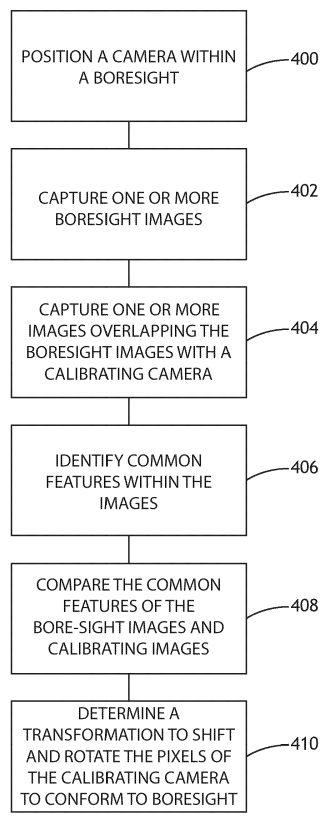 POSITION A CAMERA WITHIN
A BORESIGHT
400
CAPTURE ONE OR MORE
BORESIGHT IMAGES
402
CAPTURE ONE OR MORE
IMAGES OVERLAPPING THE
BORESIGHT IMAGES WITH A
CALIBRATING CAMERA
404
IDENTIFY COMMON
FEATURES WITHIN THE
IMAGES
406
COMPARE THE COMMON
FEATURES OF THE
BORE-SIGHT IMAGES AND
CALIBRATING IMAGES
408
DETERMINE A
TRANSFORMATION TO SHIFT
AND ROTATE THE PIXELS OF
THE CALIBRATING CAMERA
TO CONFORM TO BORESIGHT
410